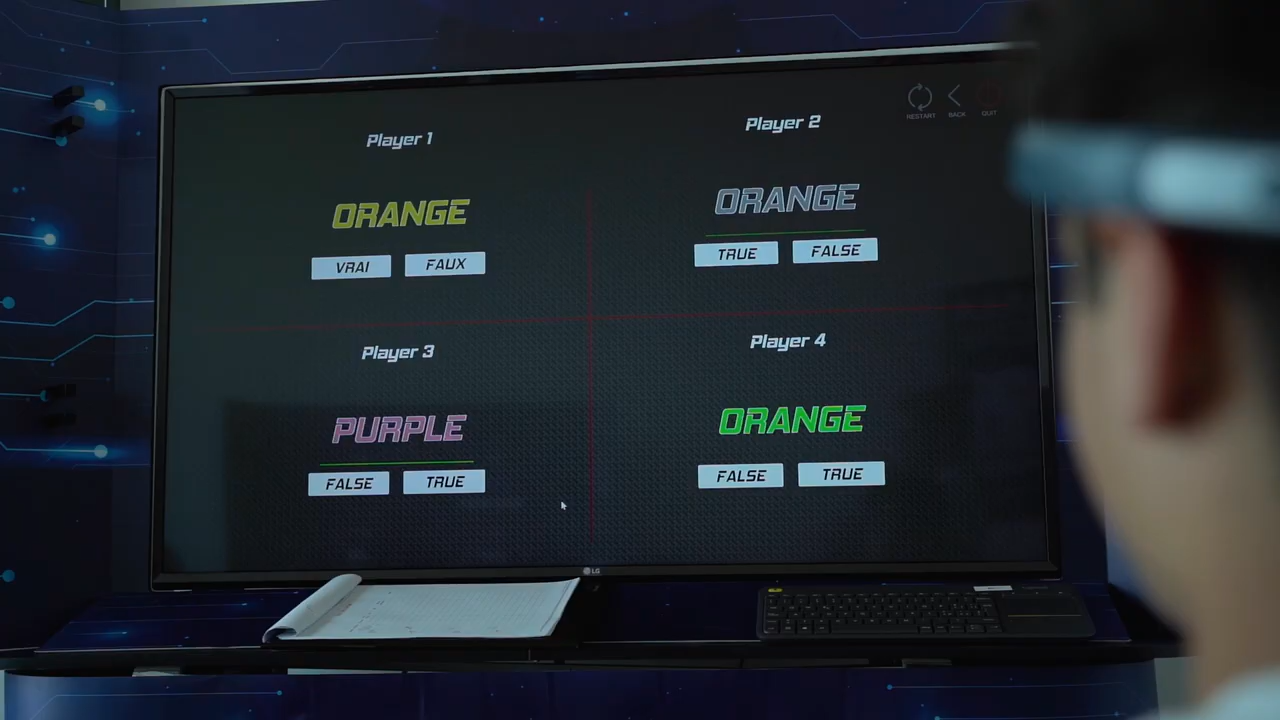 RESTART BACK QUIT
Player 1
ORANGE
VRAI FAUX
Player 2
ORANGE
TRUE FALSE
Player 3
PURPLE
FALSE TRUE
Player 4
ORANGE
FALSE TRUE
LG